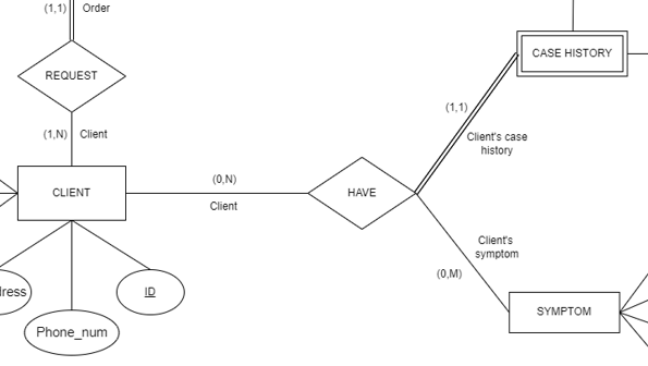 (1,1) Order
REQUEST
CASE HISTORY
(1,1)
(1,N) Client
Client's case
history
(0,N)
CLIENT
HAVE
Client
Client's
symptom
(0,M)
ID
SYMPTOM
Phone_num